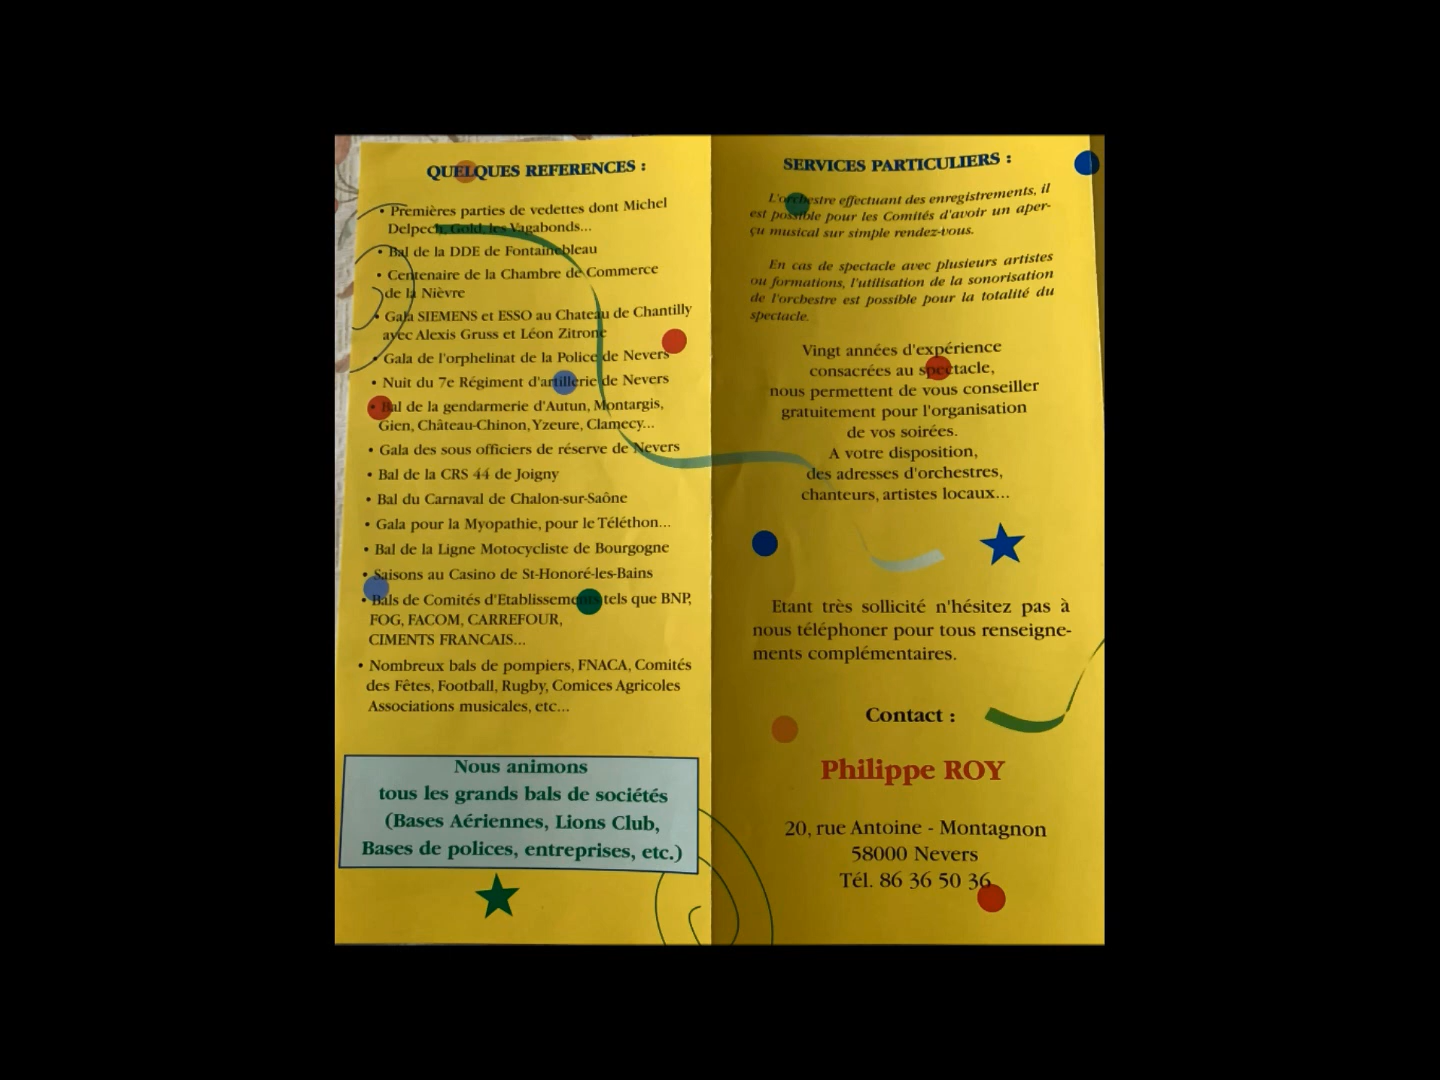 QUELQUES REFERENCES :
• Premières parties de vedettes dont Michel
Delpech, Gold, les Vagabonds...
• Bal de la DDE de Fontainebleau
• Centenaire de la Chambre de Commerce
de la Nièvre
• Gala SIEMENS et ESSO au Chateau de Chantilly
avec Alexis Gruss et Léon Zitrone
• Gala de l'orphelinat de la Police de Nevers
• Nuit du 7e Régiment d'artillerie de Nevers
• Bal de la gendarmerie d'Autun, Montargis,
Gien, Château-Chinon, Yzeure, Clamecy...
• Gala des sous officiers de réserve de Nevers
• Bal de la CRS 44 de Joigny
• Bal du Carnaval de Chalon-sur-Saône
• Gala pour la Myopathie, pour le Téléthon...
• Bal de la Ligne Motocycliste de Bourgogne
• Saisons au Casino de St-Honoré-les-Bains
• Bals de Comités d'Etablissements tels que BNP,
FOG, FACOM, CARREFOUR,
CIMENTS FRANCAIS...
• Nombreux bals de pompiers, FNACA, Comités
des Fêtes, Football, Rugby, Comices Agricoles
Associations musicales, etc...
Nous animons
tous les grands bals de sociétés
(Bases Aériennes, Lions Club,
Bases de polices, entreprises, etc.)
SERVICES PARTICULIERS :
L'orchestre effectuant des enregistrements, il
est possible pour les Comités d'avoir un aper-
çu musical sur simple rendez-vous.
En cas de spectacle avec plusieurs artistes
ou formations, l'utilisation de la sonorisation
de l'orchestre est possible pour la totalité du
spectacle.
Vingt années d'expérience
consacrées au spectacle,
nous permettent de vous conseiller
gratuitement pour l'organisation
de vos soirées.
A votre disposition,
des adresses d'orchestres,
chanteurs, artistes locaux...
Etant très sollicité n'hésitez pas à
nous téléphoner pour tous renseigne-
ments complémentaires.
Contact :
Philippe ROY
20, rue Antoine - Montagnon
58000 Nevers
Tél. 86 36 50 36